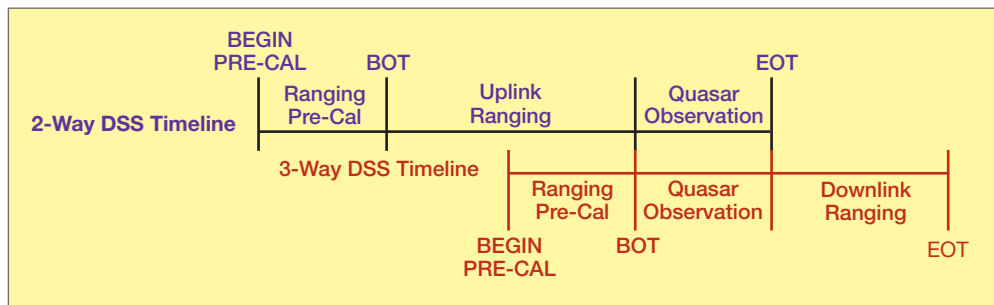 BEGIN
PRE-CAL
BOT
EOT
Ranging
Pre-Cal
Uplink
Ranging
Quasar
Observation
2-Way DSS Timeline
3-Way DSS Timeline
Ranging
Pre-Cal
Quasar
Observation
Downlink
Ranging
BEGIN
PRE-CAL
BOT
EOT